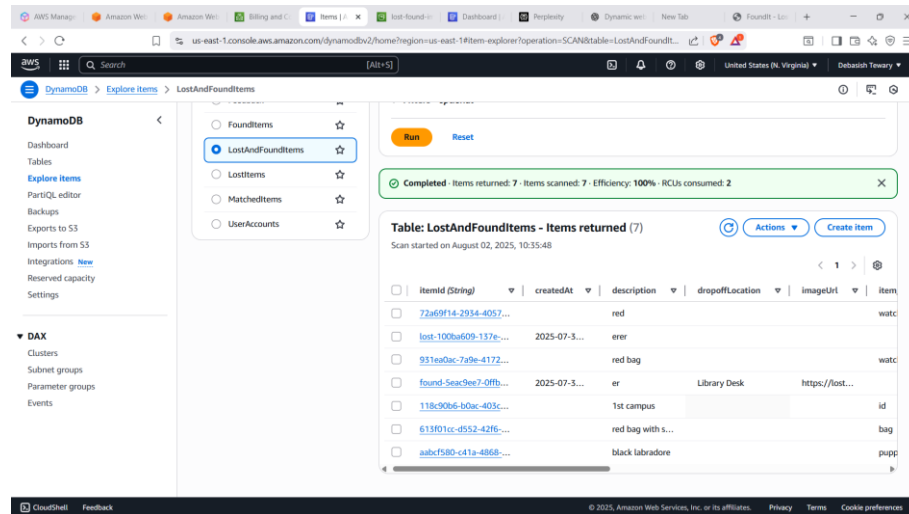 AWS Manage
Amazon Web
Amazon Web
Billing and C
Items | A
lost-found-i
Dashboard |
Perplexity
Dynamic web
New Tab
FoundIt - Los
us-east-1.console.aws.amazon.com/dynamodbv2/home?region=us-east-1#item-explorer?operation=SCAN&table=LostAndFoundIt...
aws
Search
[Alt+S]
United States (N. Virginia)
Debasish Tewary
DynamoDB > Explore items > LostAndFoundItems
DynamoDB
Dashboard
Tables
Explore items
PartiQL editor
Backups
Exports to S3
Imports from S3
Integrations New
Reserved capacity
Settings
DAX
Clusters
Subnet groups
Parameter groups
Events
FoundItems
LostAndFoundItems
LostItems
MatchedItems
UserAccounts
Run Reset
Completed · Items returned: 7 · Items scanned: 7 · Efficiency: 100% · RCUs consumed: 2
Table: LostAndFoundItems - Items returned (7)
Actions
Create item
Scan started on August 02, 2025, 10:35:48
1
itemId (String) createdAt description dropoffLocation imageUrl item_
72a69f14-2934-4057... red watc
lost-100ba609-137e-... 2025-07-3... erer
931ea0ac-7a9e-4172... red bag watc
found-5eac9ee7-0ffb... 2025-07-3... er Library Desk https://lost...
118c90b6-b0ac-403c... 1st campus id
613f01cc-d552-42f6-... red bag with s... bag
aabcf580-c41a-4868-... black labradore pupp
CloudShell Feedback
© 2025, Amazon Web Services, Inc. or its affiliates. Privacy Terms Cookie preferences